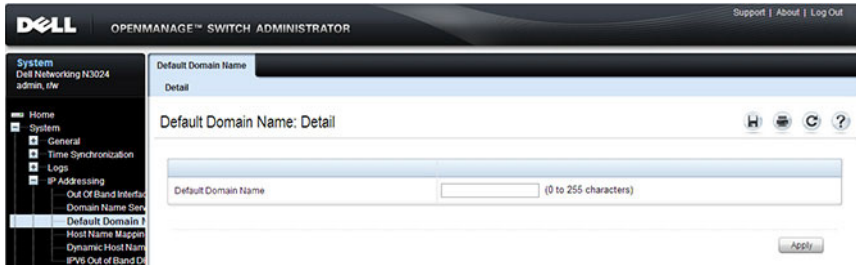 Support | About | Log Out
DELL OPENMANAGE™ SWITCH ADMINISTRATOR
System
Dell Networking N3024
admin, r/w
Home
System
General
Time Synchronization
Logs
IP Addressing
Out Of Band Interfac
Domain Name Serv
Default Domain N
Host Name Mappin
Dynamic Host Nam
IPV6 Out of Band Di
Default Domain Name
Detail
Default Domain Name: Detail
Default Domain Name (0 to 255 characters)
Apply